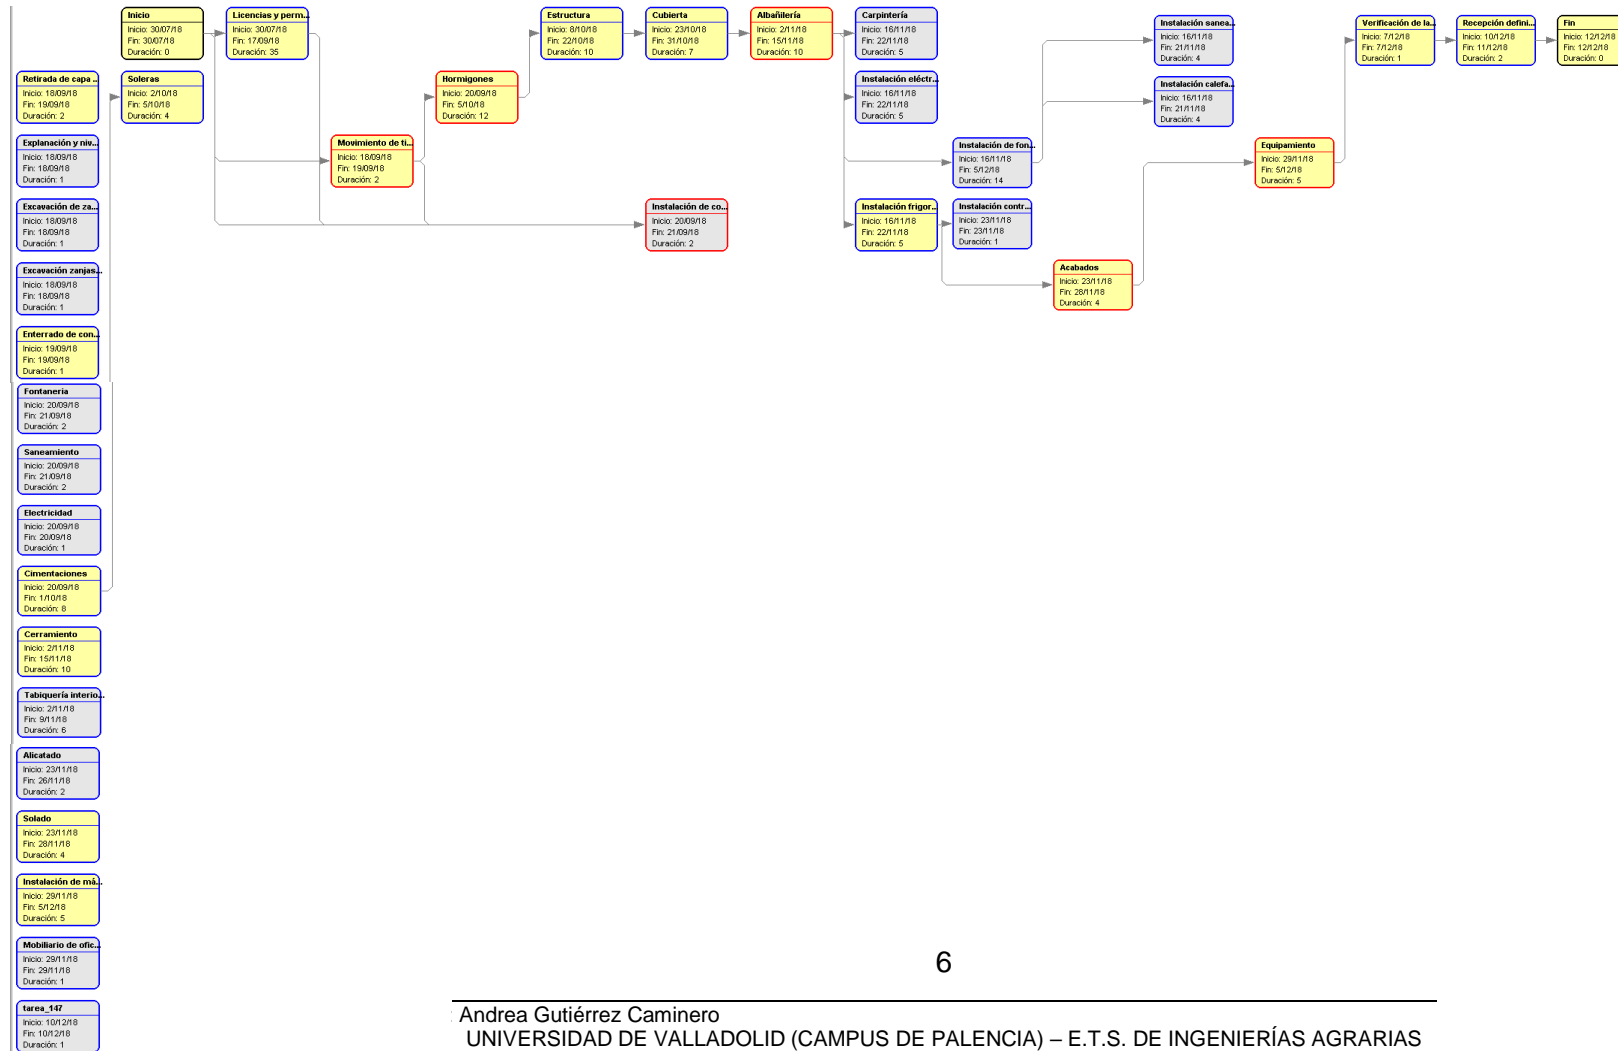 Inicio
Inicio: 30/07/18
Fin: 30/07/18
Duración: 0
Licencias y perm...
Inicio: 30/07/18
Fin: 17/09/18
Duración: 35
Estructura
Inicio: 8/10/18
Fin: 22/10/18
Duración: 10
Cubierta
Inicio: 23/10/18
Fin: 31/10/18
Duración: 7
Albañilería
Inicio: 2/11/18
Fin: 15/11/18
Duración: 10
Carpintería
Inicio: 16/11/18
Fin: 22/11/18
Duración: 5
Instalación sanea...
Inicio: 16/11/18
Fin: 21/11/18
Duración: 4
Verificación de la...
Inicio: 7/12/18
Fin: 7/12/18
Duración: 1
Recepción defini...
Inicio: 10/12/18
Fin: 11/12/18
Duración: 2
Fin
Inicio: 12/12/18
Fin: 12/12/18
Duración: 0
Retirada de capa ...
Inicio: 18/09/18
Fin: 19/09/18
Duración: 2
Soleras
Inicio: 2/10/18
Fin: 5/10/18
Duración: 4
Hormigones
Inicio: 20/09/18
Fin: 5/10/18
Duración: 12
Instalación eléctr...
Inicio: 16/11/18
Fin: 22/11/18
Duración: 5
Instalación calefa...
Inicio: 16/11/18
Fin: 21/11/18
Duración: 4
Explanación y niv...
Inicio: 18/09/18
Fin: 18/09/18
Duración: 1
Movimiento de ti...
Inicio: 18/09/18
Fin: 19/09/18
Duración: 2
Instalación de fon...
Inicio: 16/11/18
Fin: 5/12/18
Duración: 14
Equipamiento
Inicio: 29/11/18
Fin: 5/12/18
Duración: 5
Excavación de za...
Inicio: 18/09/18
Fin: 18/09/18
Duración: 1
Instalación de co...
Inicio: 20/09/18
Fin: 21/09/18
Duración: 2
Instalación frigor...
Inicio: 16/11/18
Fin: 22/11/18
Duración: 5
Instalación contr...
Inicio: 23/11/18
Fin: 23/11/18
Duración: 1
Excavación zanjas...
Inicio: 18/09/18
Fin: 18/09/18
Duración: 1
Acabados
Inicio: 23/11/18
Fin: 28/11/18
Duración: 4
Enterrado de con...
Inicio: 19/09/18
Fin: 19/09/18
Duración: 1
Fontaneria
Inicio: 20/09/18
Fin: 21/09/18
Duración: 2
Saneamiento
Inicio: 20/09/18
Fin: 21/09/18
Duración: 2
Electricidad
Inicio: 20/09/18
Fin: 20/09/18
Duración: 1
Cimentaciones
Inicio: 20/09/18
Fin: 1/10/18
Duración: 8
Cerramiento
Inicio: 2/11/18
Fin: 15/11/18
Duración: 10
Tabiquería interio...
Inicio: 2/11/18
Fin: 9/11/18
Duración: 6
Alicatado
Inicio: 23/11/18
Fin: 26/11/18
Duración: 2
Solado
Inicio: 23/11/18
Fin: 28/11/18
Duración: 4
Instalación de má...
Inicio: 29/11/18
Fin: 5/12/18
Duración: 5
Mobiliario de ofic...
Inicio: 29/11/18
Fin: 29/11/18
Duración: 1
tarea_147
Inicio: 10/12/18
Fin: 10/12/18
Duración: 1
6
: Andrea Gutiérrez Caminero
UNIVERSIDAD DE VALLADOLID (CAMPUS DE PALENCIA) – E.T.S. DE INGENIERÍAS AGRARIAS